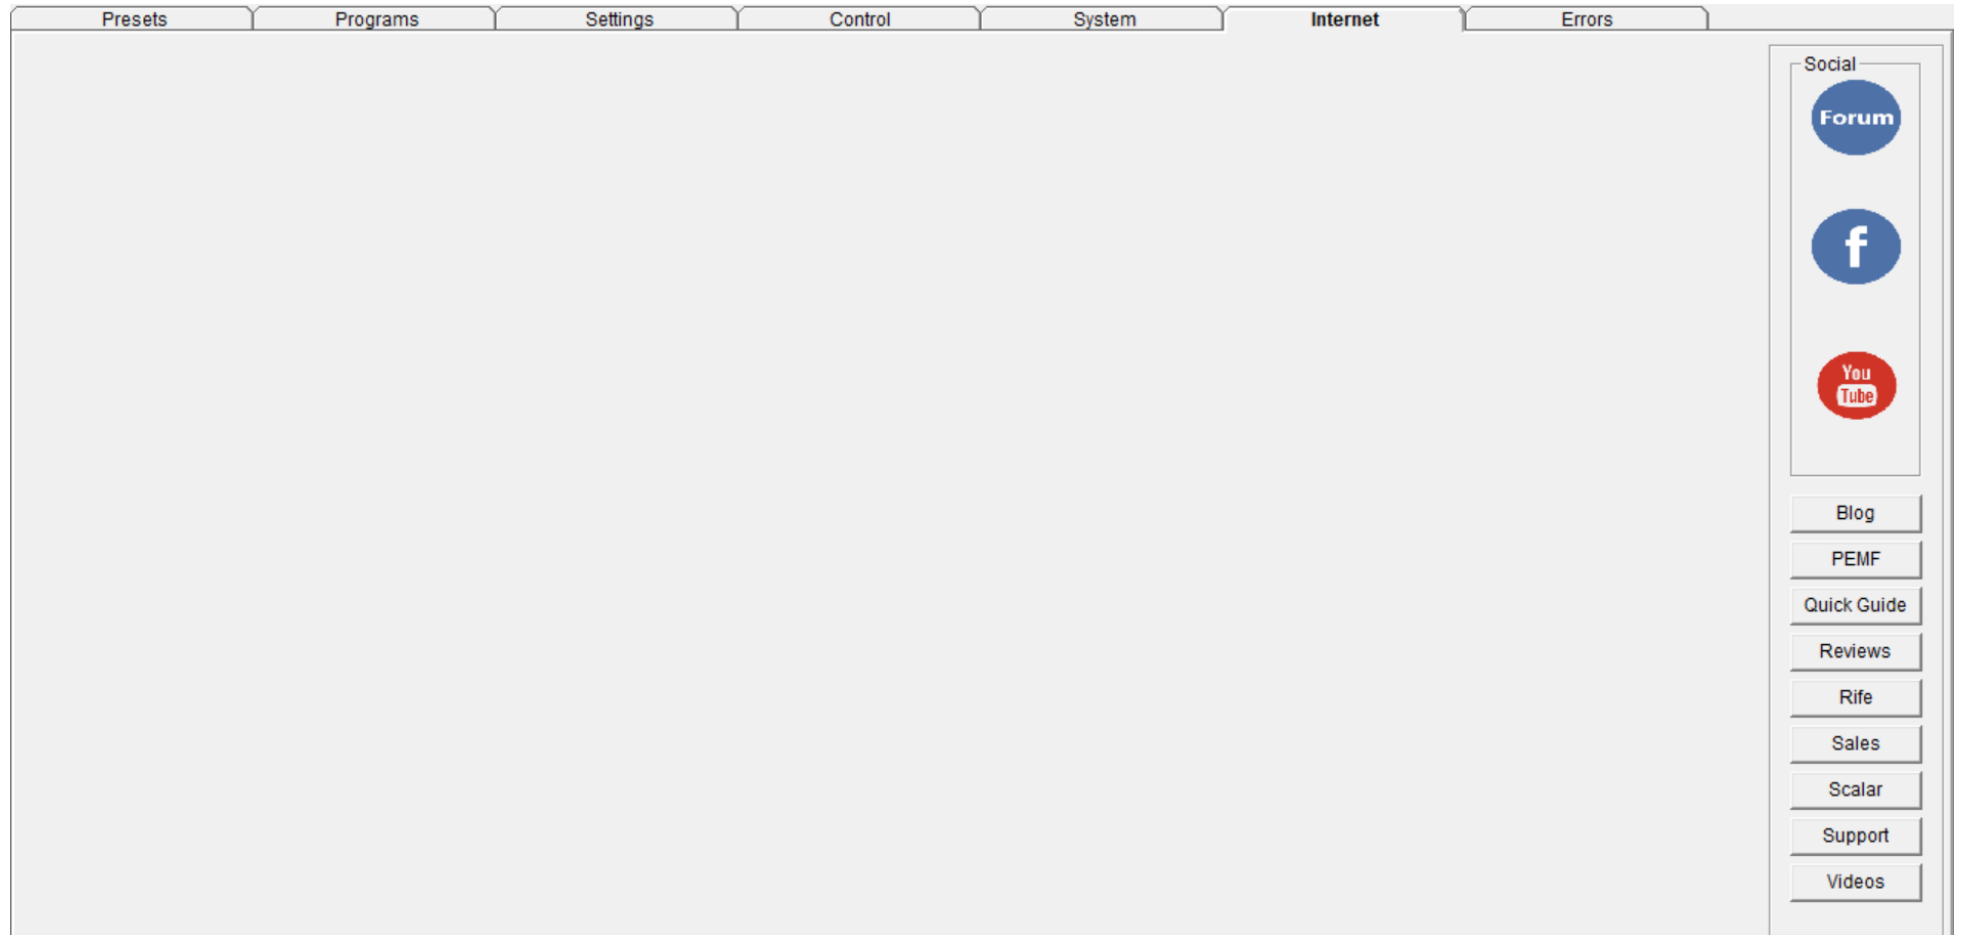 Presets Programs Settings Control System Internet Errors
Social
Forum
f
You
Tube
Blog
PEMF
Quick Guide
Reviews
Rife
Sales
Scalar
Support
Videos